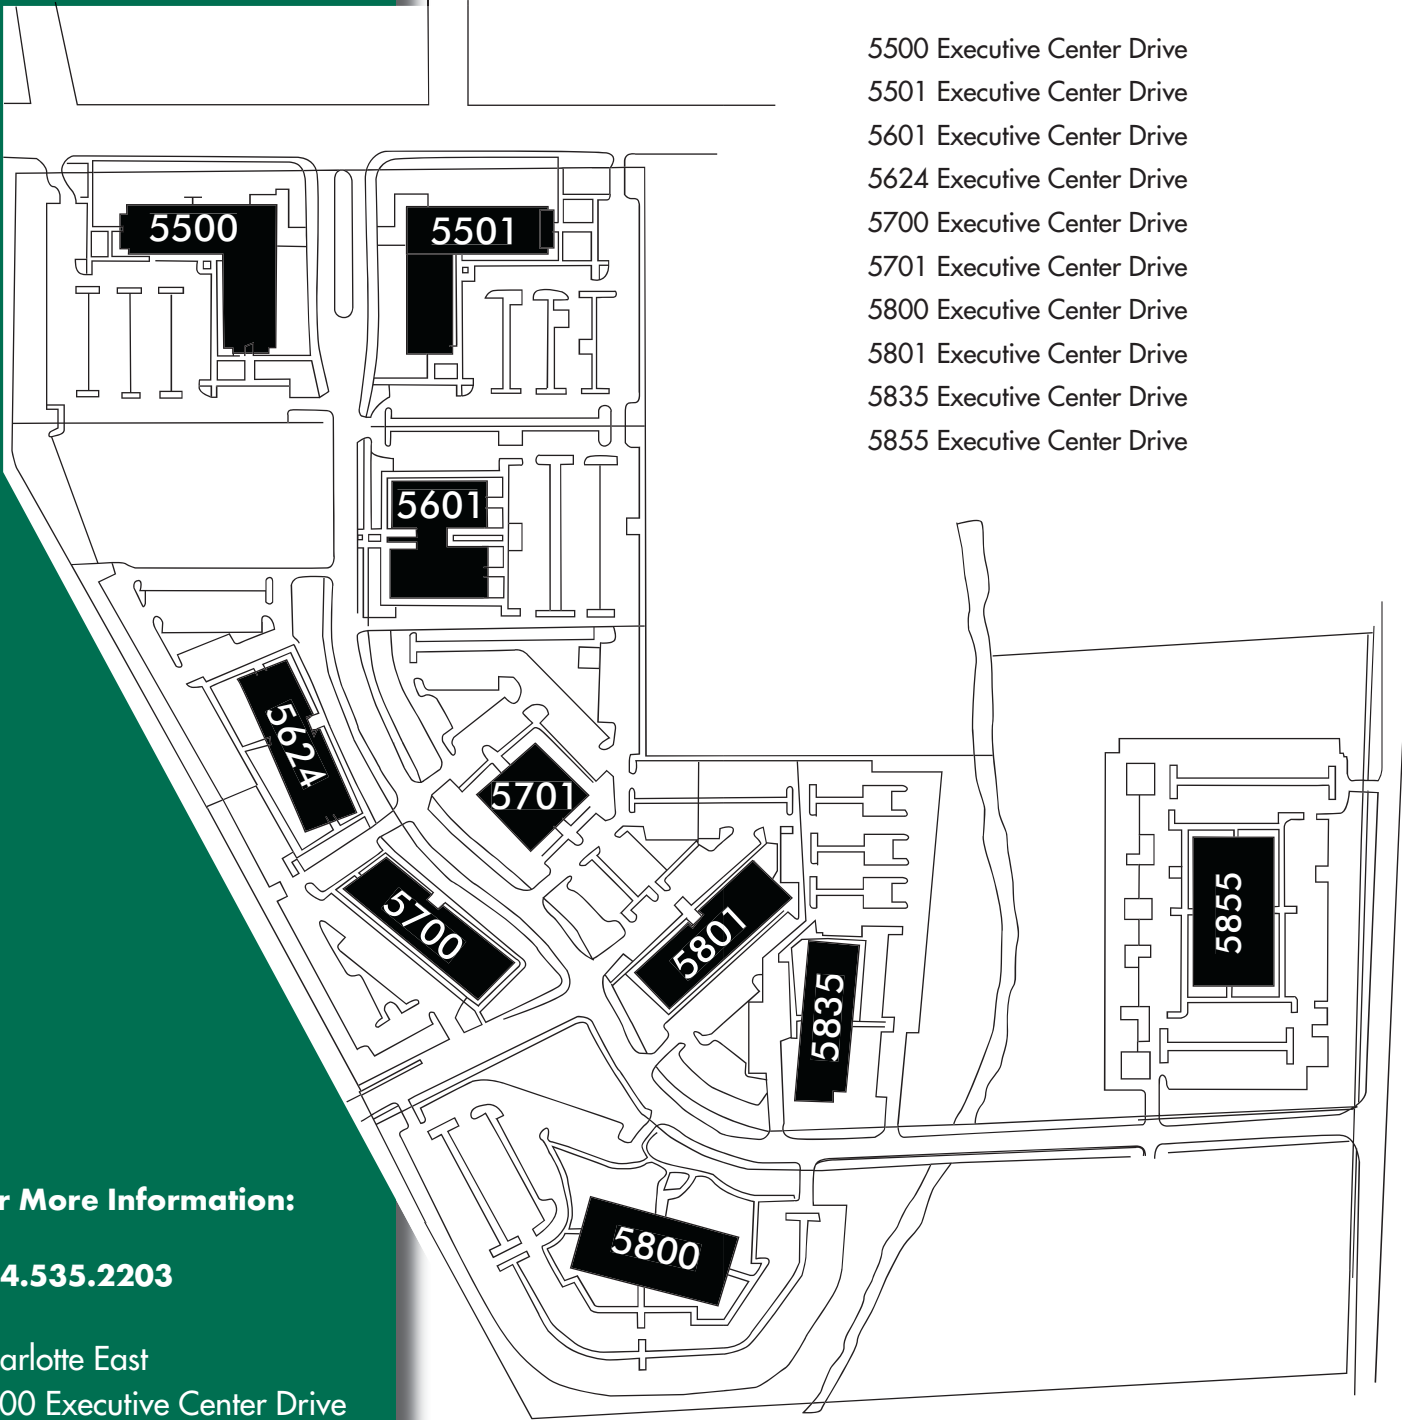 5500 Executive Center Drive
5501 Executive Center Drive
5601 Executive Center Drive
5624 Executive Center Drive
5700 Executive Center Drive
5701 Executive Center Drive
5800 Executive Center Drive
5801 Executive Center Drive
5835 Executive Center Drive
5855 Executive Center Drive
5500
5501
5601
5624
5701
5700
5801
5835
5855
5800
r More Information:
4.535.2203
arlotte East
00 Executive Center Drive